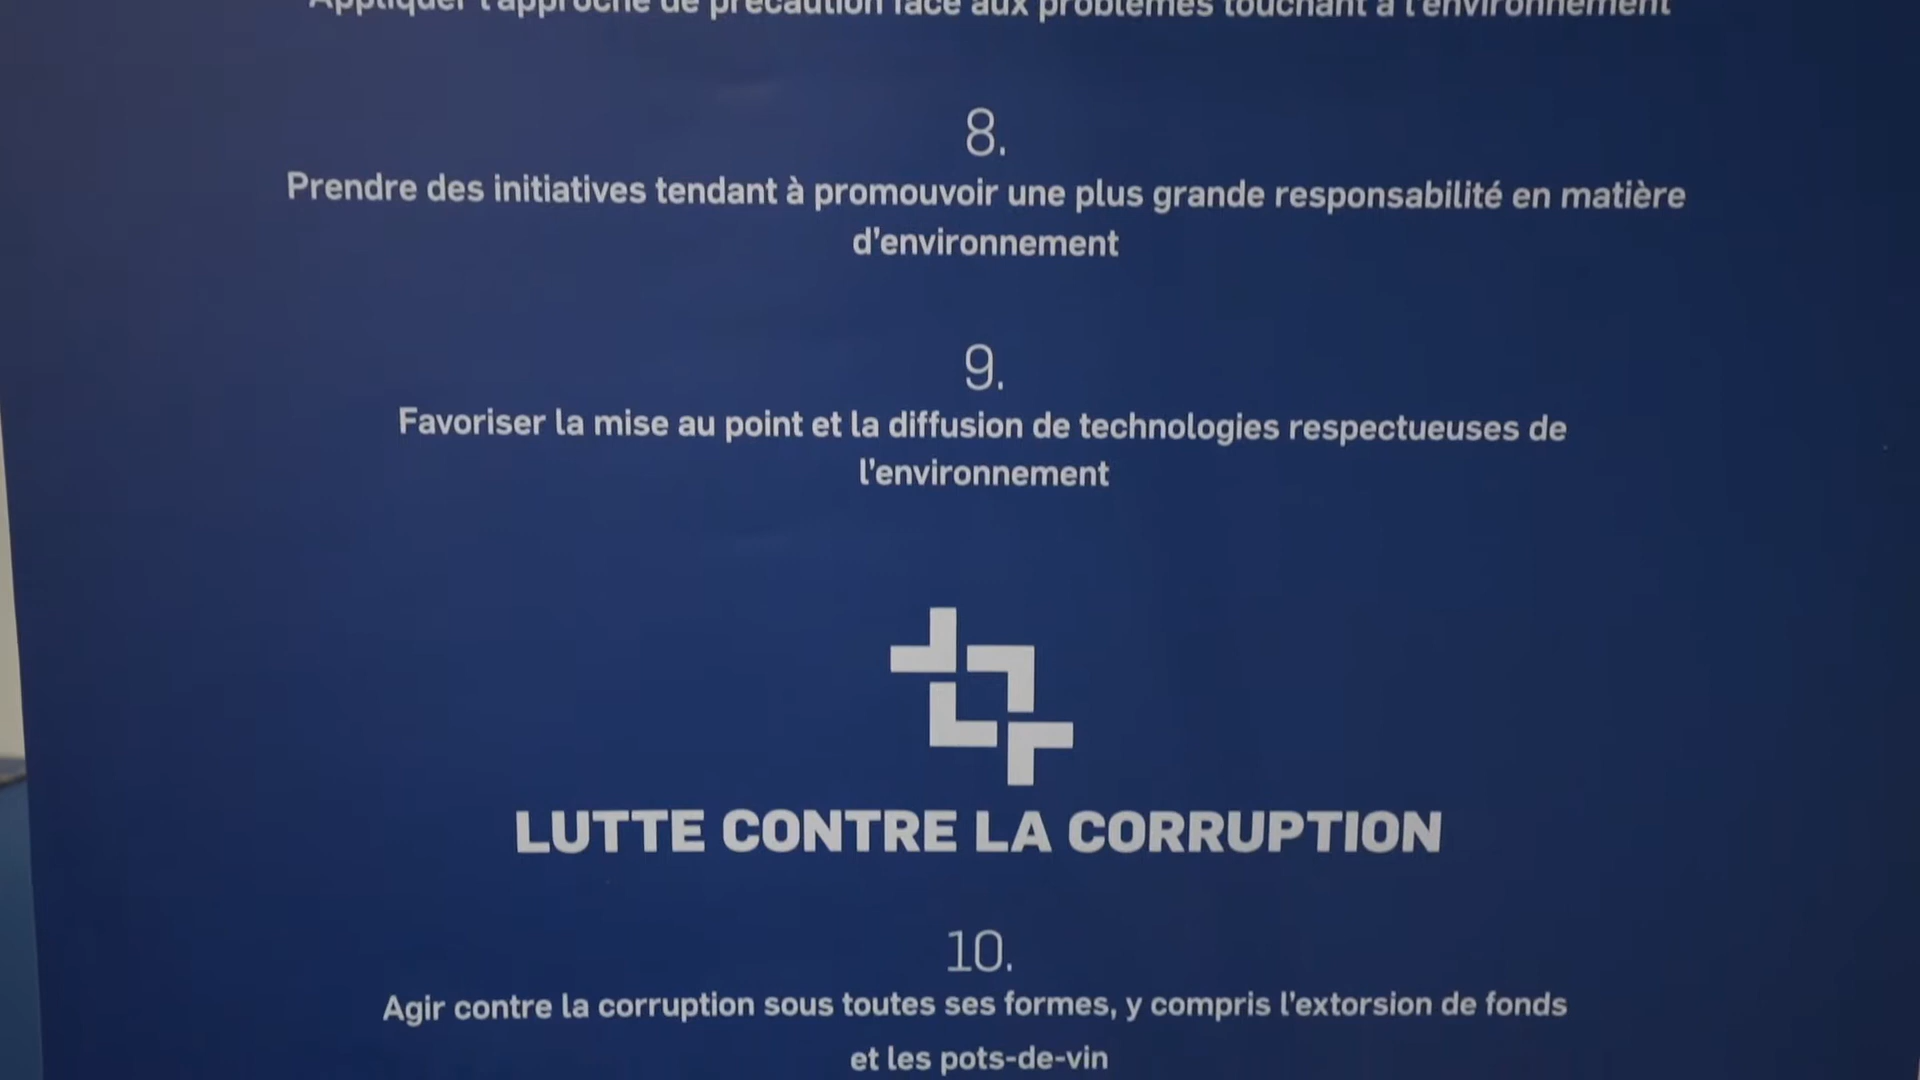 Appliquer l'approche de précaution face aux problèmes touchant à l'environnement
8.
Prendre des initiatives tendant à promouvoir une plus grande responsabilité en matière
d'environnement
9.
Favoriser la mise au point et la diffusion de technologies respectueuses de
l'environnement
LUTTE CONTRE LA CORRUPTION
10.
Agir contre la corruption sous toutes ses formes, y compris l'extorsion de fonds
et les pots-de-vin